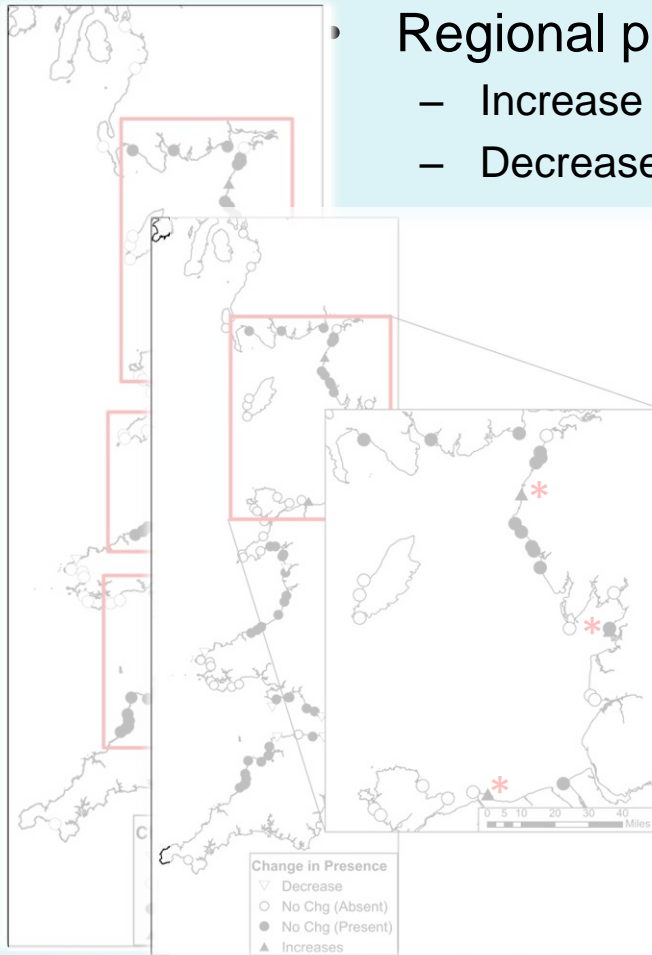 • Regional p
– Increase
– Decrease
0 5 10 20 30 40
Miles
Change in Presence
▽ Decrease
○ No Chg (Absent)
● No Chg (Present)
▲ Increases
C